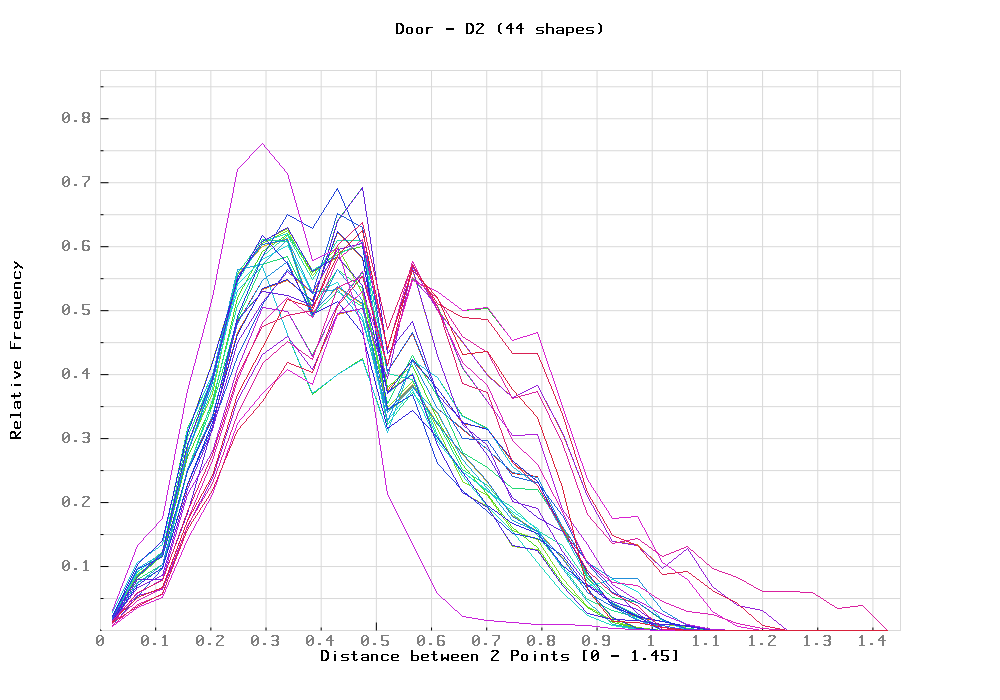 Door - D2 (44 shapes)
Relative Frequency
0.8
0.7
0.6
0.5
0.4
0.3
0.2
0.1
0 0.1 0.2 0.3 0.4 0.5 0.6 0.7 0.8 0.9 1 1.1 1.2 1.3 1.4
Distance between 2 Points [0 - 1.45]